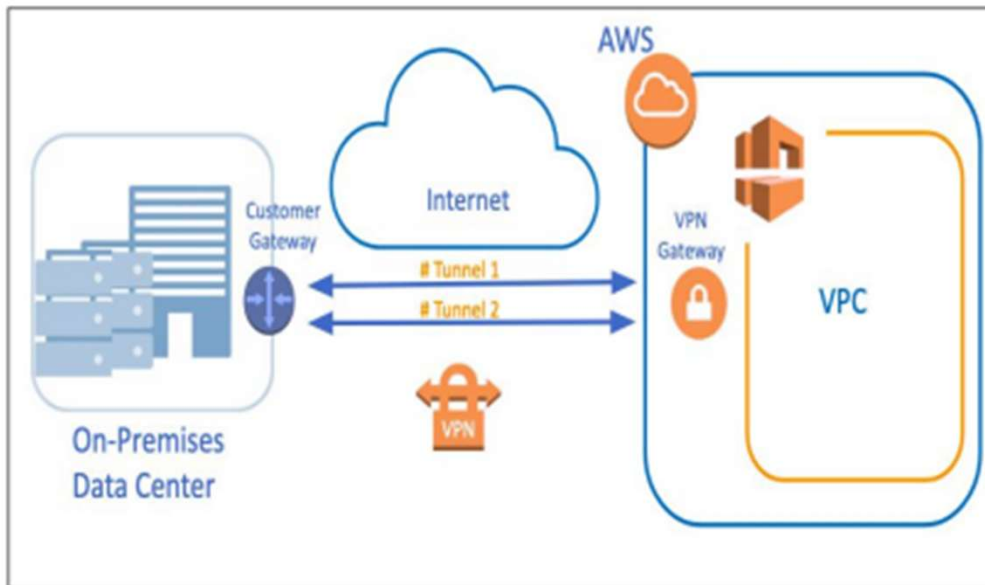 AWS
Internet
Customer
Gateway
VPN
Gateway
# Tunnel 1
# Tunnel 2
VPC
VPN
On-Premises
Data Center